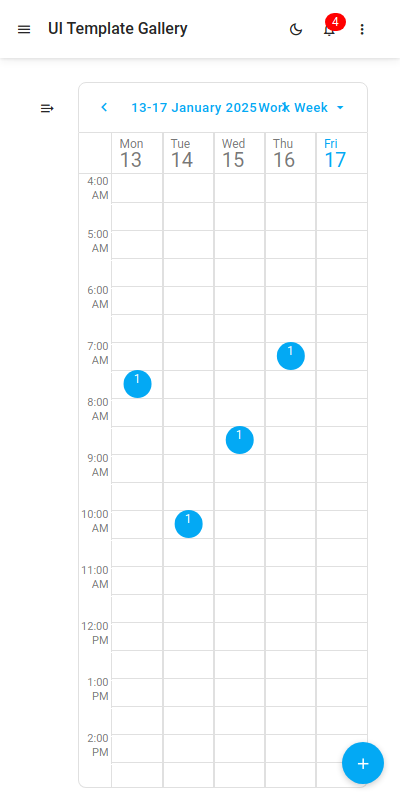 UI Template Gallery
4
13-17 January 2025
Work Week
Mon Tue Wed Thu Fri
13 14 15 16 17
4:00
AM
5:00
AM
6:00
AM
7:00
AM
1
1
8:00
AM
1
9:00
AM
10:00
AM
1
11:00
AM
12:00
PM
1:00
PM
2:00
PM
+